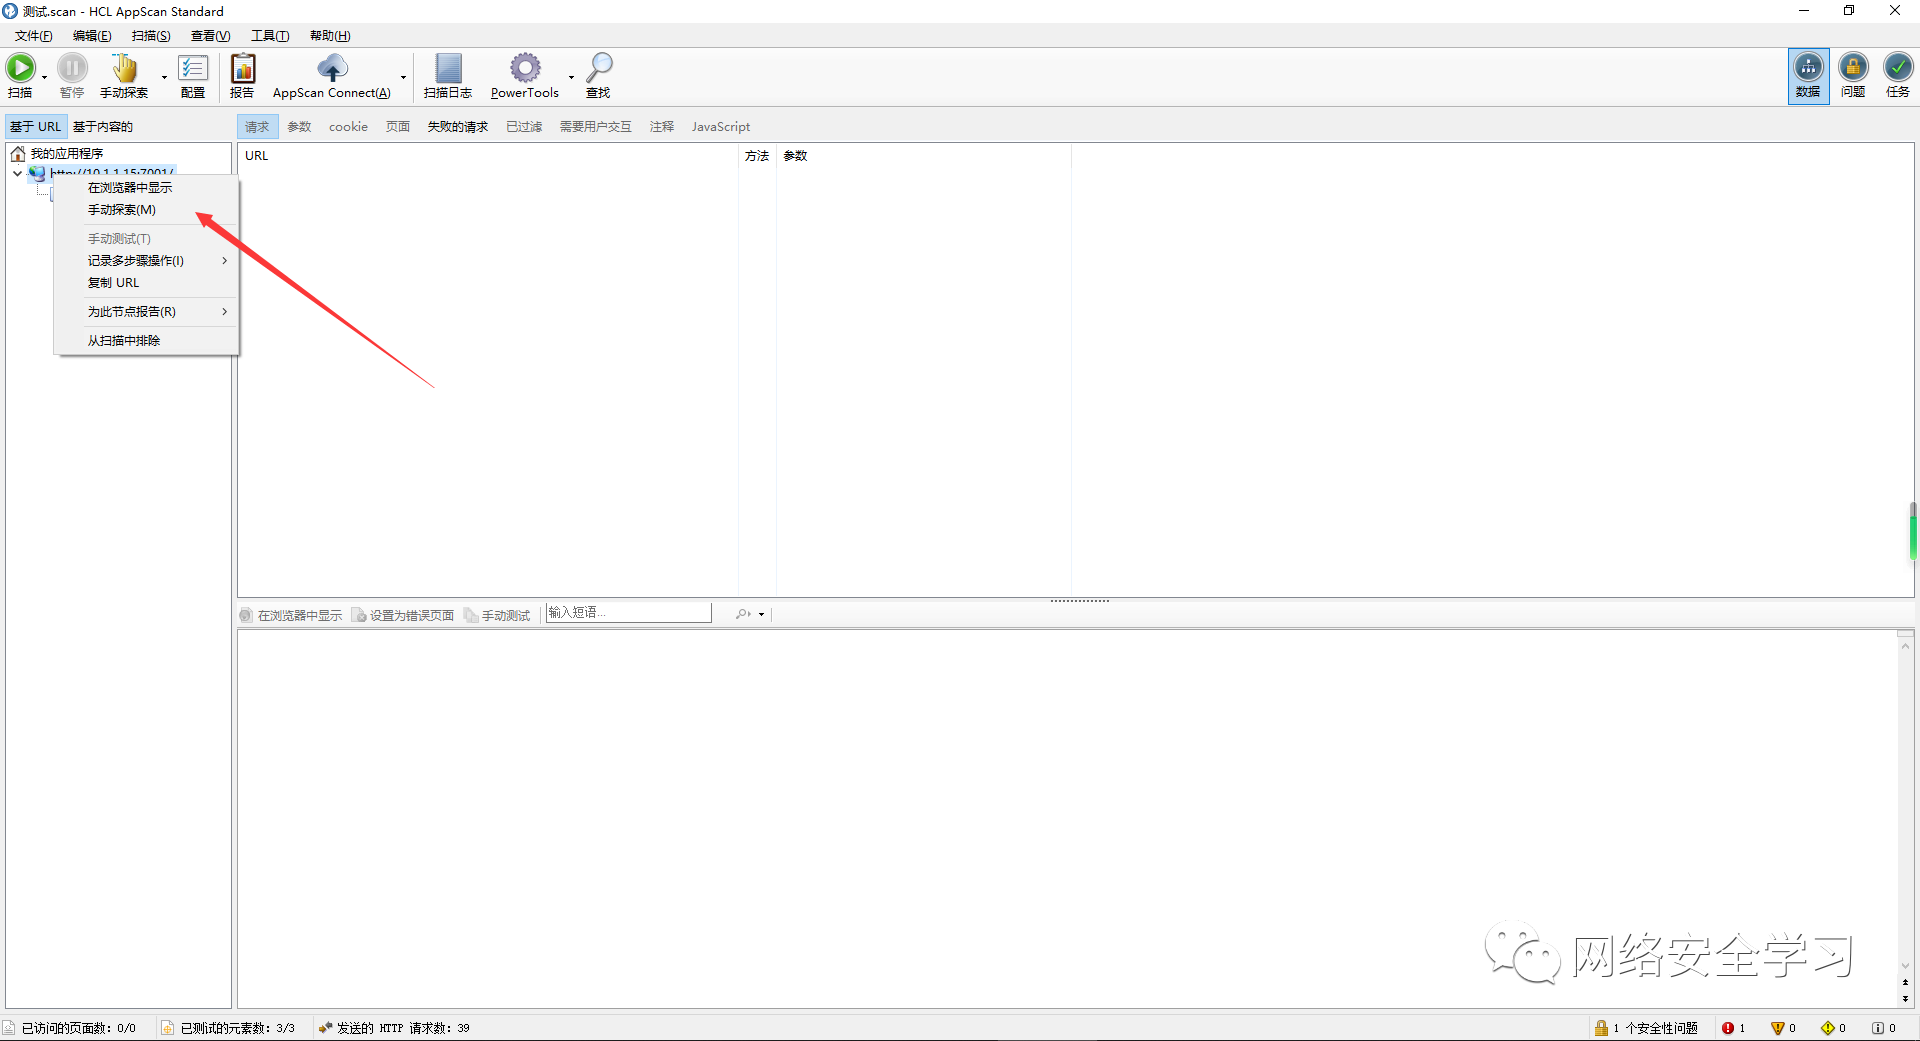 测试.scan - HCL AppScan Standard
文件(F) 编辑(E) 扫描(S) 查看(V) 工具(T) 帮助(H)
扫描 暂停 手动探索 配置 报告 AppScan Connect(A) 扫描日志 PowerTools 查找 数据 问题 任务
基于 URL 基于内容的 请求 参数 cookie 页面 失败的请求 已过滤 需要用户交互 注释 JavaScript
我的应用程序
URL 方法 参数
http://10.1.1.15:7001/
在浏览器中显示
手动探索(M)
手动测试(T)
记录多步骤操作(I)
复制 URL
为此节点报告(R)
从扫描中排除
在浏览器中显示 设置为错误页面 手动测试 输入短语...
网络安全学习
已访问的页面数: 0/0 已测试的元素数: 3/3 发送的 HTTP 请求数: 39 1 个安全性问题 1 0 0 0